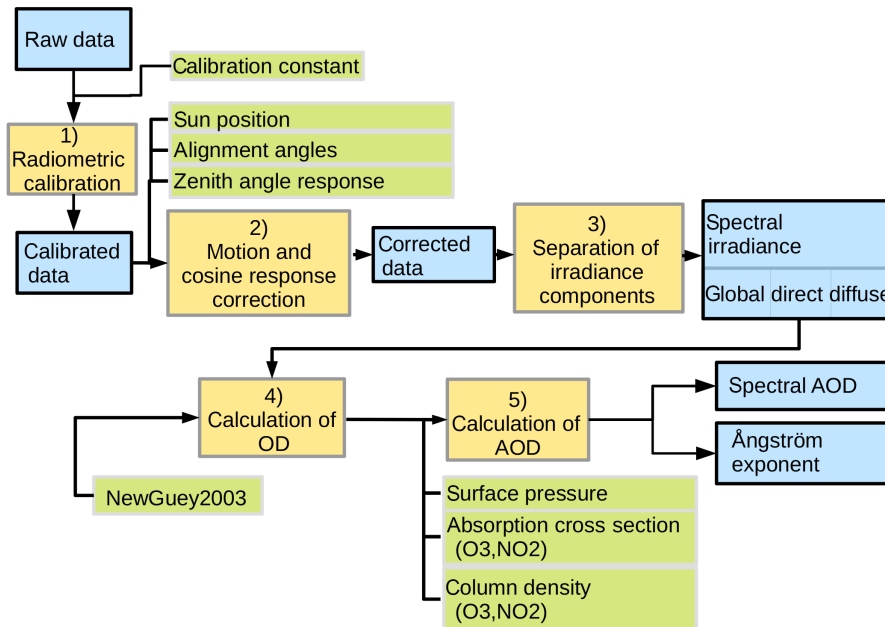 Raw data
Calibration constant
1)
Radiometric
calibration
Sun position
Alignment angles
Zenith angle response
Calibrated
data
2)
Motion and
cosine response
correction
Corrected
data
3)
Separation of
irradiance
components
Spectral
irradiance
Global direct diffuse
4)
Calculation of
OD
5)
Calculation of
AOD
Spectral AOD
Ångström
exponent
NewGuey2003
Surface pressure
Absorption cross section
(O3,NO2)
Column density
(O3,NO2)